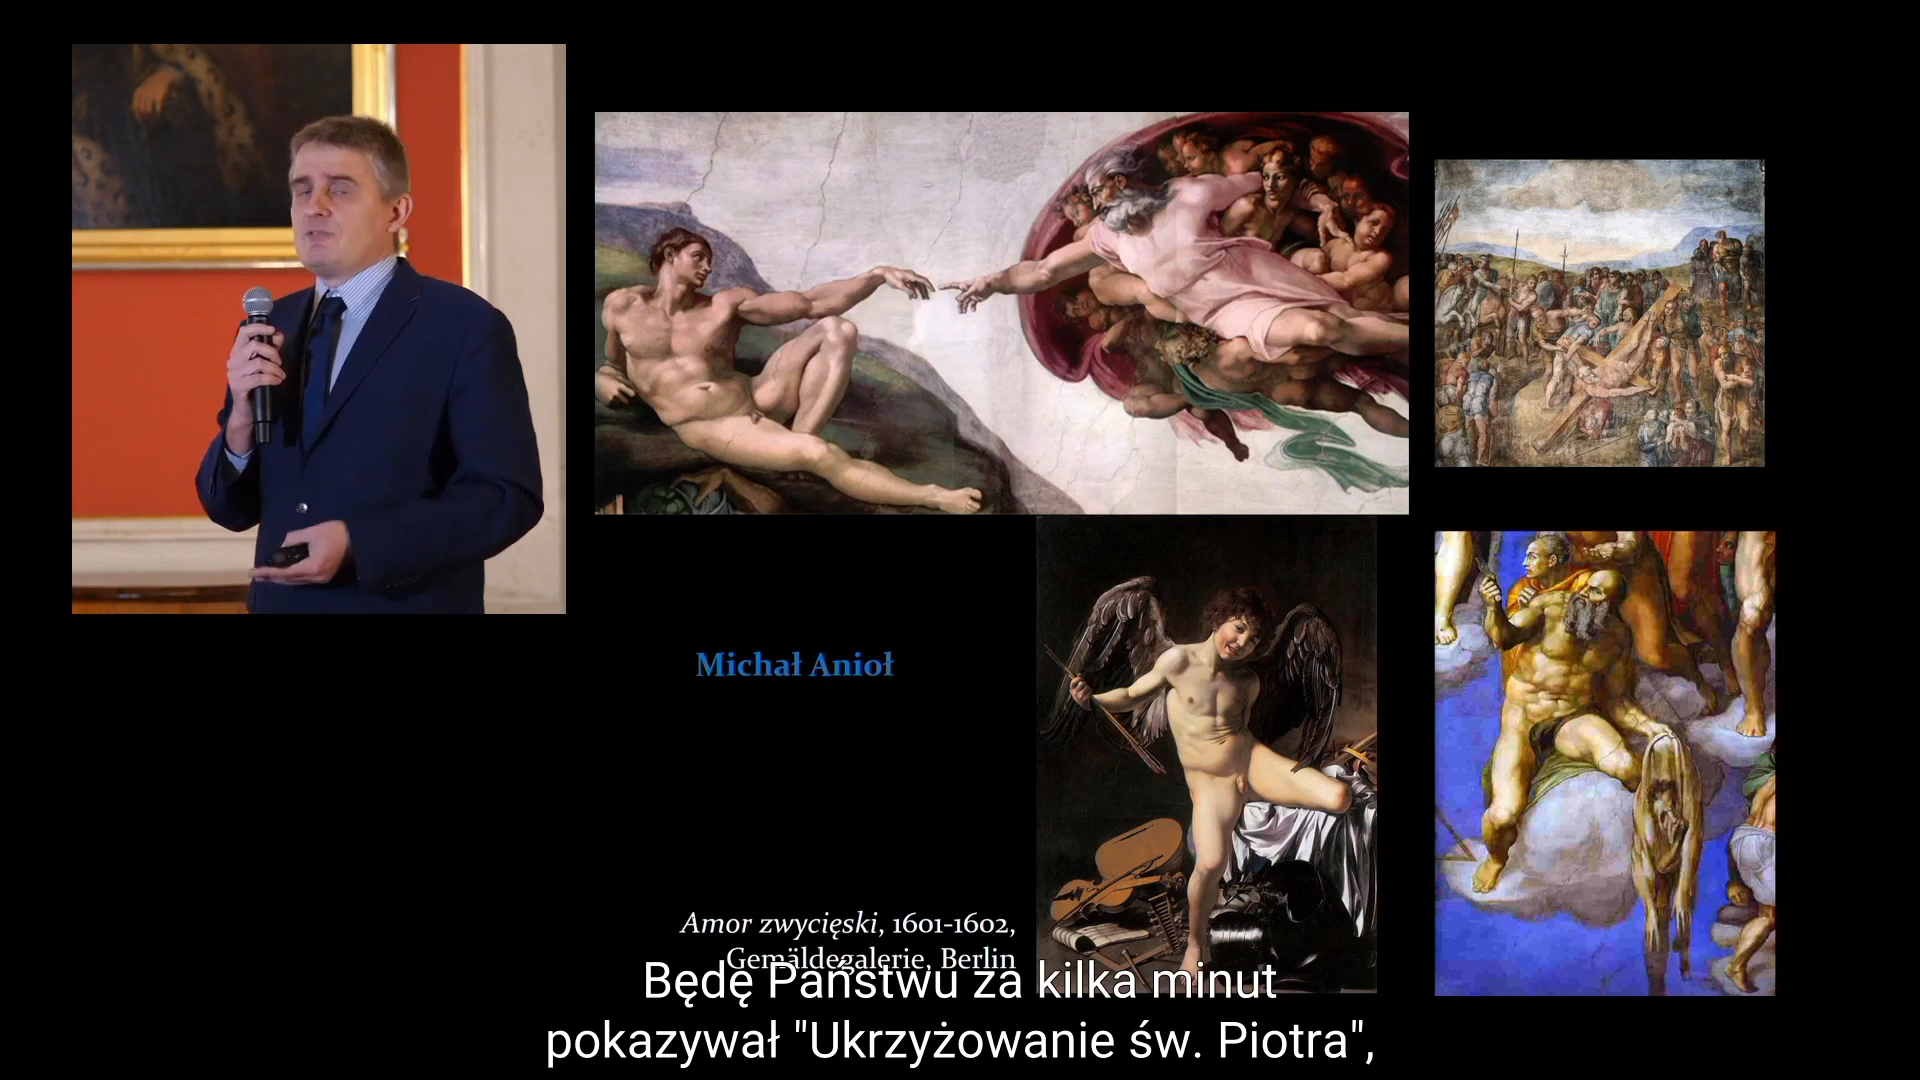 Michał Anioł
Amor zwycięski, 1601-1602,
Gemäldegalerie, Berlin
Będę Państwu za kilka minut
pokazywał "Ukrzyżowanie św. Piotra",